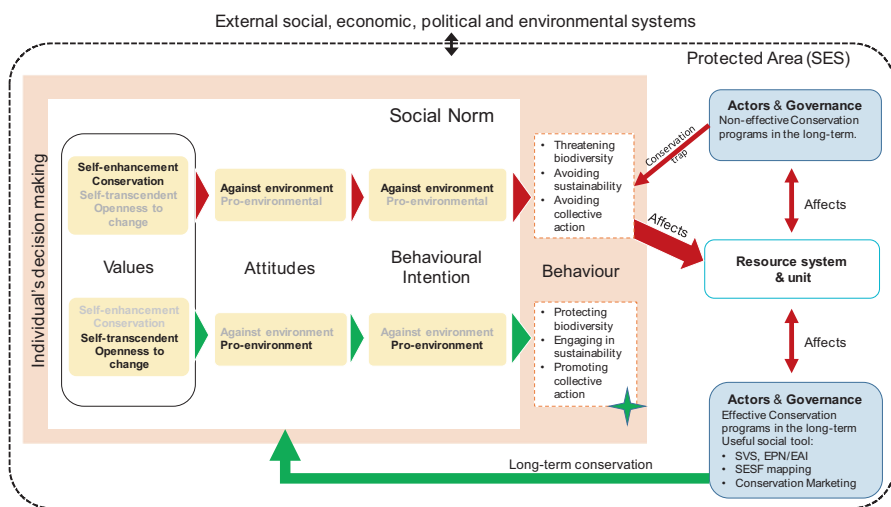 External social, economic, political and environmental systems
Protected Area (SES)
Individual's decision making
Social Norm
Self-enhancement
Conservation
Self-transcendent
Openness to
change
Against environment
Pro-environmental
Against environment
Pro-environmental
• Threatening
biodiversity
• Avoiding
sustainability
• Avoiding
collective
action
Values
Attitudes
Behavioural
Intention
Behaviour
Self-enhancement
Conservation
Self-transcendent
Openness to
change
Against environment
Pro-environment
Against environment
Pro-environment
• Protecting
biodiversity
• Engaging in
sustainability
• Promoting
collective
action
Conservation
trap
Affects
Actors & Governance
Non-effective Conservation
programs in the long-term.
Affects
Resource system
& unit
Affects
Actors & Governance
Effective Conservation
programs in the long-term
Useful social tool:
• SVS, EPN/EAI
• SESF mapping
• Conservation Marketing
Long-term conservation